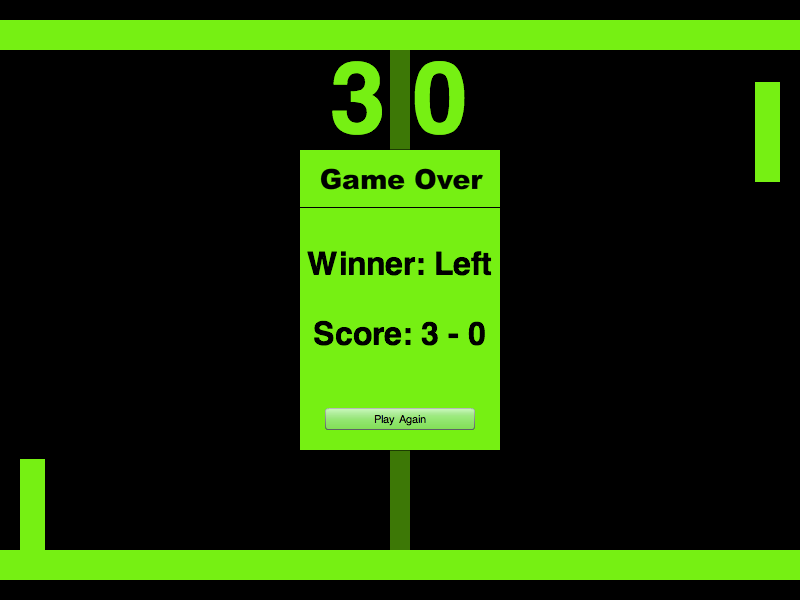 3 0
Game Over
Winner: Left
Score: 3 - 0
Play Again